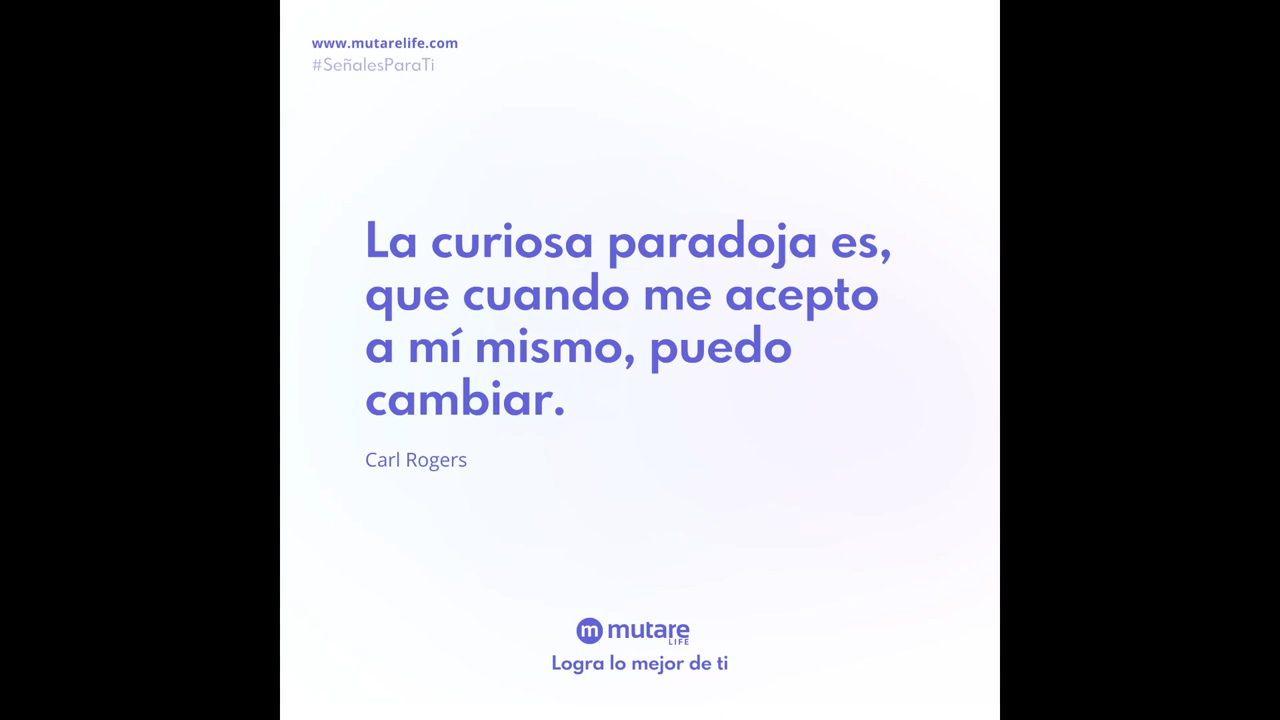 www.mutarelife.com
#SeñalesParaTi
La curiosa paradoja es,
que cuando me acepto
a mí mismo, puedo
cambiar.
Carl Rogers
m mutare
LIFE
Logra lo mejor de ti